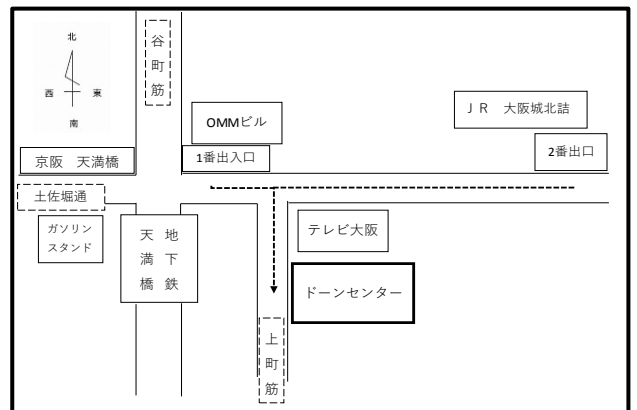 北
西 東
南
谷町筋
OMMビル
JR 大阪城北詰
京阪 天満橋
1番出入口
2番出口
土佐堀通
ガソリン
スタンド
地下鉄
天満橋
テレビ大阪
ドーンセンター
上町筋